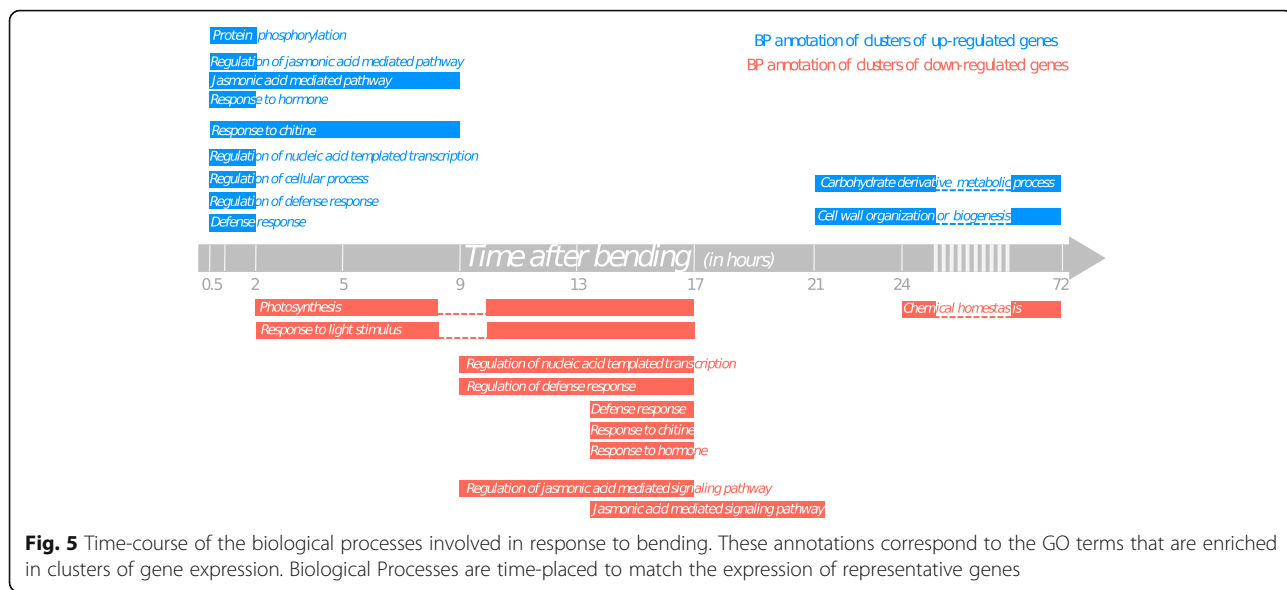 Protein phosphorylation
BP annotation of clusters of up-regulated genes
Regulation of jasmonic acid mediated pathway
BP annotation of clusters of down-regulated genes
Jasmonic acid mediated pathway
Response to hormone
Response to chitine
Regulation of nucleic acid templated transcription
Regulation of cellular process
Carbohydrate derivative metabolic process
Regulation of defense response
Cell wall organization or biogenesis
Defense response
Time after bending (in hours)
0.5 2 5 9 13 17 21 24 72
Photosynthesis
Chemical homestasis
Response to light stimulus
Regulation of nucleic acid templated transcription
Regulation of defense response
Defense response
Response to chitine
Response to hormone
Regulation of jasmonic acid mediated signaling pathway
Jasmonic acid mediated signaling pathway
Fig. 5 Time-course of the biological processes involved in response to bending. These annotations correspond to the GO terms that are enriched
in clusters of gene expression. Biological Processes are time-placed to match the expression of representative genes